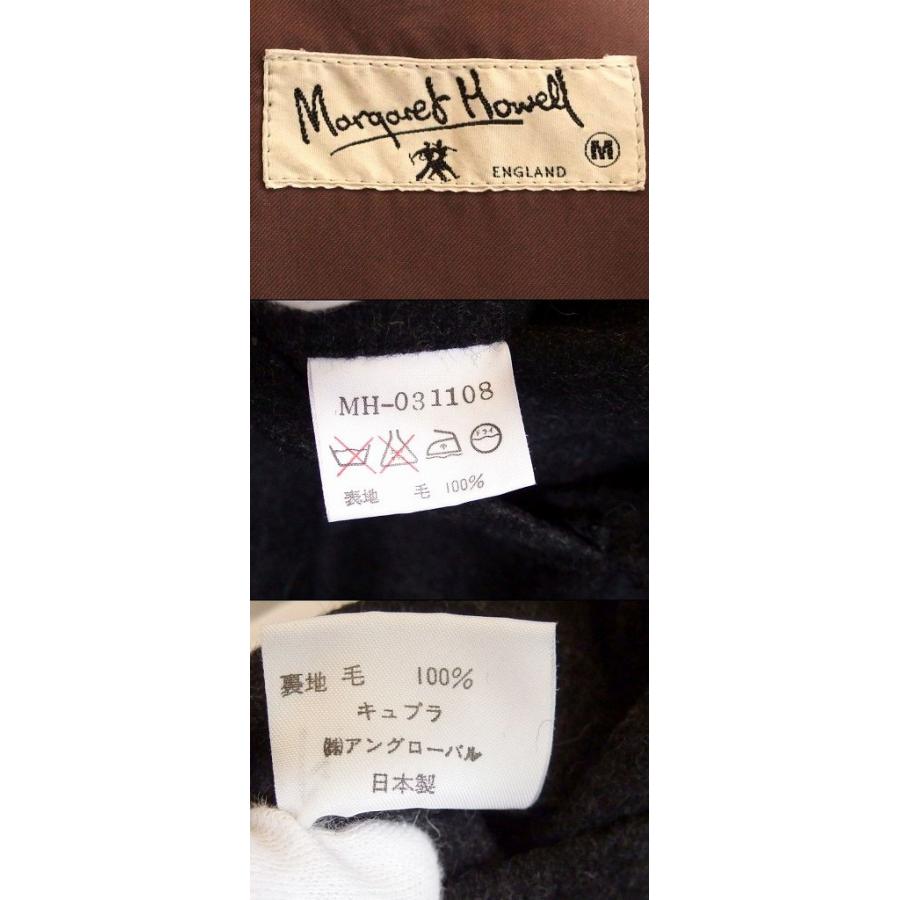 Margaret Howell
ENGLAND M
MH-031108
ドライ
表地 毛 100%
裏地 毛 100%
キュプラ
㈱アングローバル
日本製